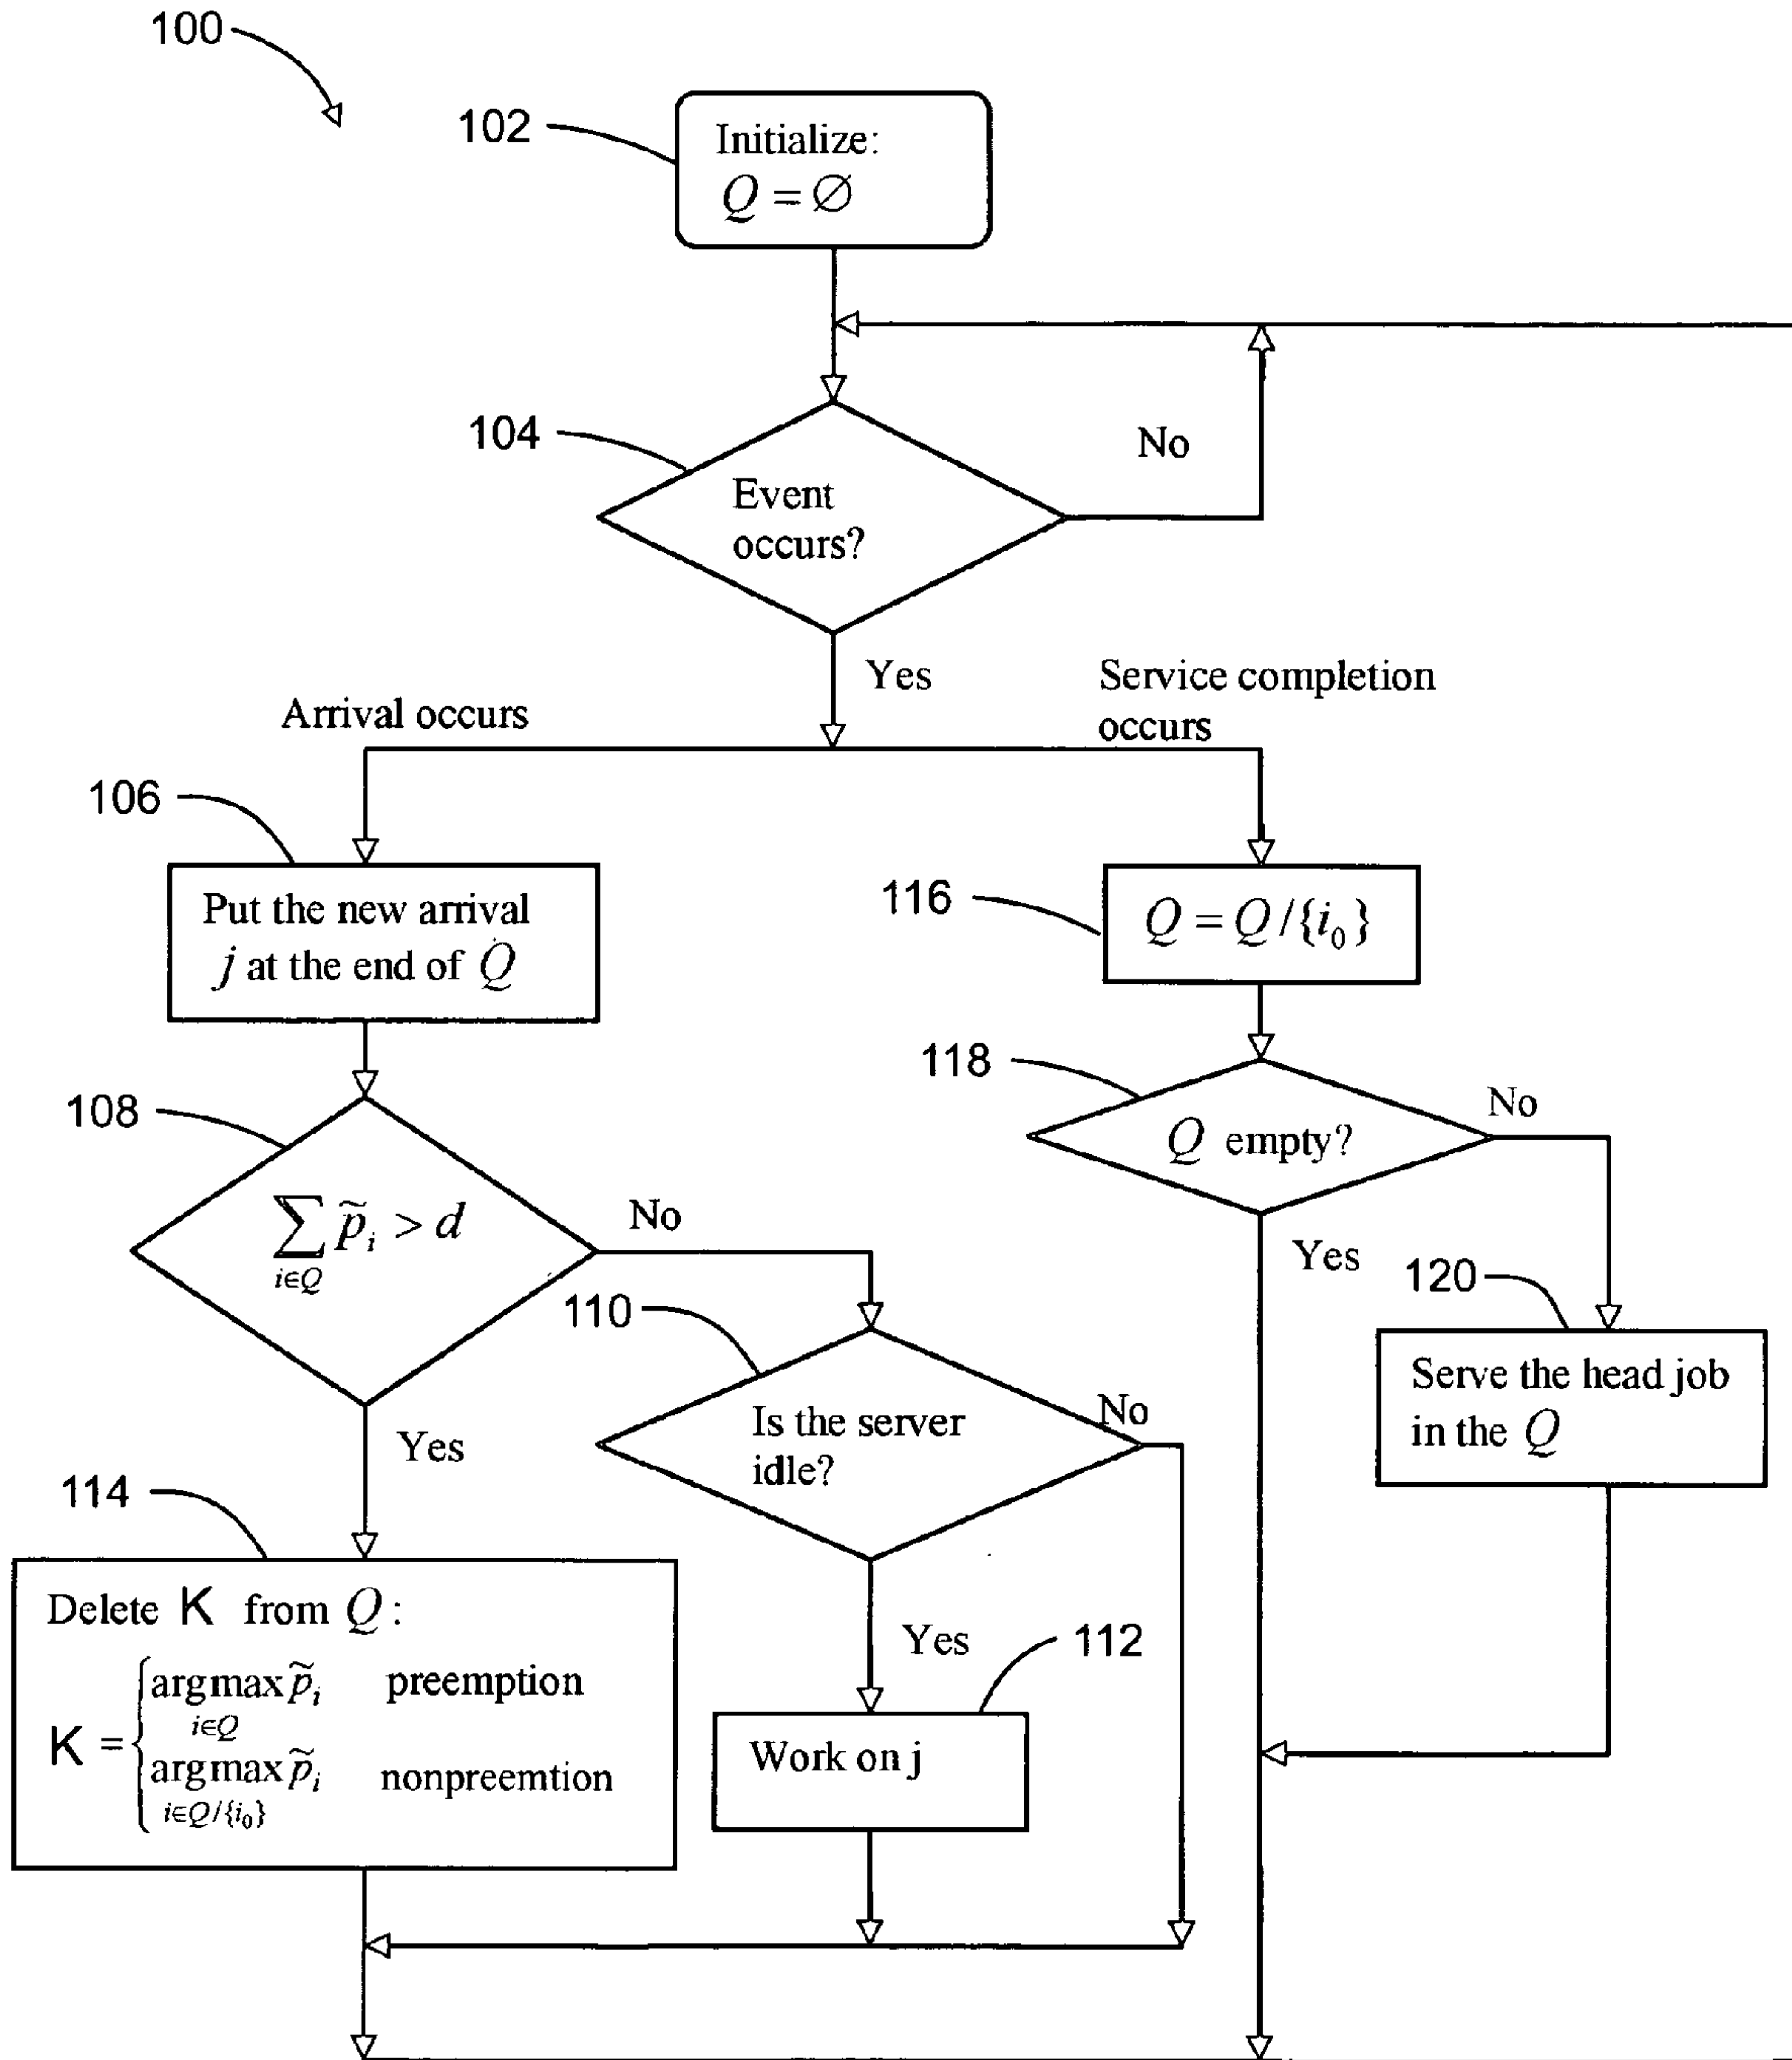 100
102
Initialize:
Q = ∅
104
No
Event
occurs?
Yes
Service completion
occurs
Arrival occurs
106
Put the new arrival
j at the end of Q
116
Q = Q /{i₀}
118
No
Q empty?
108
∑ p̃ᵢ > d
i∈Q
No
Yes
110
120
Serve the head job
in the Q
No
Is the server
idle?
Yes
114
Delete K from Q :
K = { argmax p̃ᵢ preemption
i∈Q
argmax p̃ᵢ nonpreemtion
i∈Q/{i₀}
Yes
112
Work on j